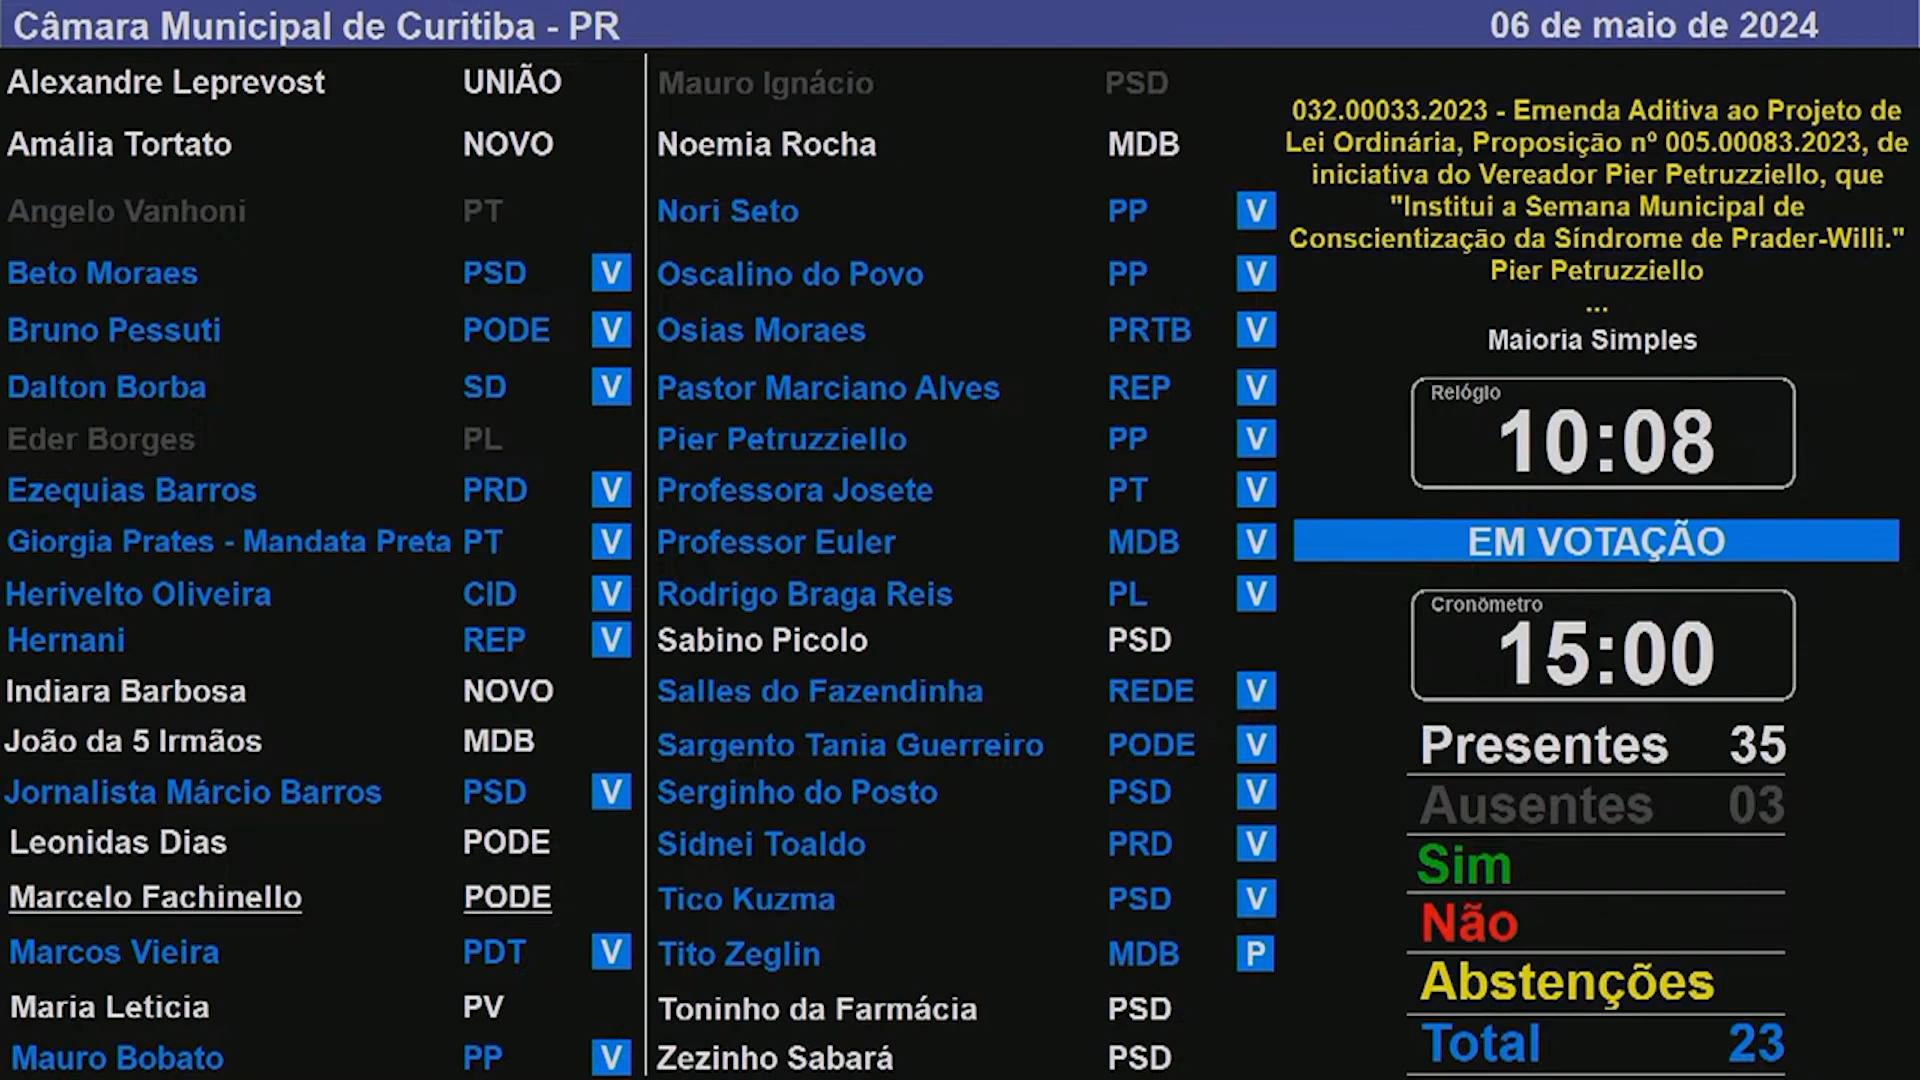 Câmara Municipal de Curitiba - PR
06 de maio de 2024
Alexandre Leprevost UNIÃO
Amália Tortato NOVO
Angelo Vanhoni PT
Beto Moraes PSD V
Bruno Pessuti PODE V
Dalton Borba SD V
Eder Borges PL
Ezequias Barros PRD V
Giorgia Prates - Mandata Preta PT V
Herivelto Oliveira CID V
Hernani REP V
Indiara Barbosa NOVO
João da 5 Irmãos MDB
Jornalista Márcio Barros PSD V
Leonidas Dias PODE
Marcelo Fachinello PODE
Marcos Vieira PDT V
Maria Leticia PV
Mauro Bobato PP V
Mauro Ignácio PSD
Noemia Rocha MDB
Nori Seto PP V
Oscalino do Povo PP V
Osias Moraes PRTB V
Pastor Marciano Alves REP V
Pier Petruzziello PP V
Professora Josete PT V
Professor Euler MDB V
Rodrigo Braga Reis PL V
Sabino Picolo PSD
Salles do Fazendinha REDE V
Sargento Tania Guerreiro PODE V
Serginho do Posto PSD V
Sidnei Toaldo PRD V
Tico Kuzma PSD V
Tito Zeglin MDB P
Toninho da Farmácia PSD
Zezinho Sabará PSD
032.00033.2023 - Emenda Aditiva ao Projeto de
Lei Ordinária, Proposição nº 005.00083.2023, de
iniciativa do Vereador Pier Petruzziello, que
"Institui a Semana Municipal de
Conscientização da Síndrome de Prader-Willi."
Pier Petruzziello
...
Maioria Simples
Relógio
10:08
EM VOTAÇÃO
Cronômetro
15:00
Presentes 35
Ausentes 03
Sim
Não
Abstenções
Total 23